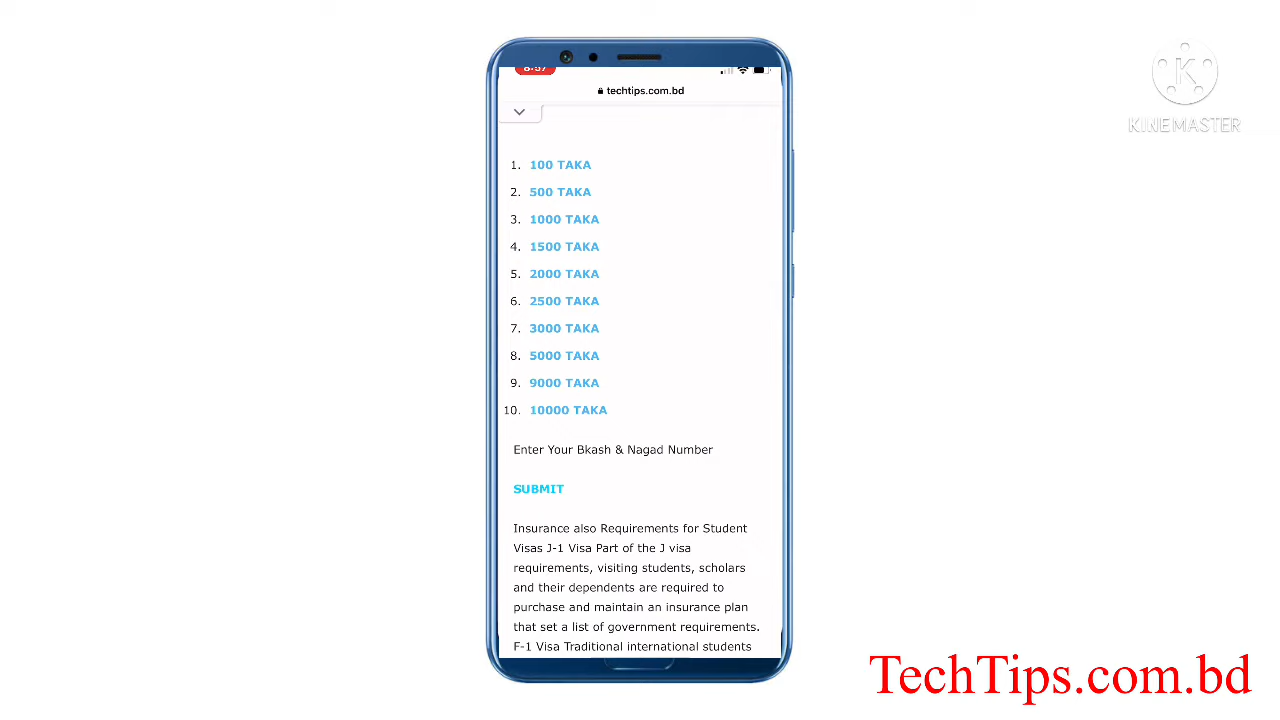 8:57
techtips.com.bd
KINEMASTER
1. 100 TAKA
2. 500 TAKA
3. 1000 TAKA
4. 1500 TAKA
5. 2000 TAKA
6. 2500 TAKA
7. 3000 TAKA
8. 5000 TAKA
9. 9000 TAKA
10. 10000 TAKA
Enter Your Bkash & Nagad Number
SUBMIT
Insurance also Requirements for Student
Visas J-1 Visa Part of the J visa
requirements, visiting students, scholars
and their dependents are required to
purchase and maintain an insurance plan
that set a list of government requirements.
F-1 Visa Traditional international students
TechTips.com.bd